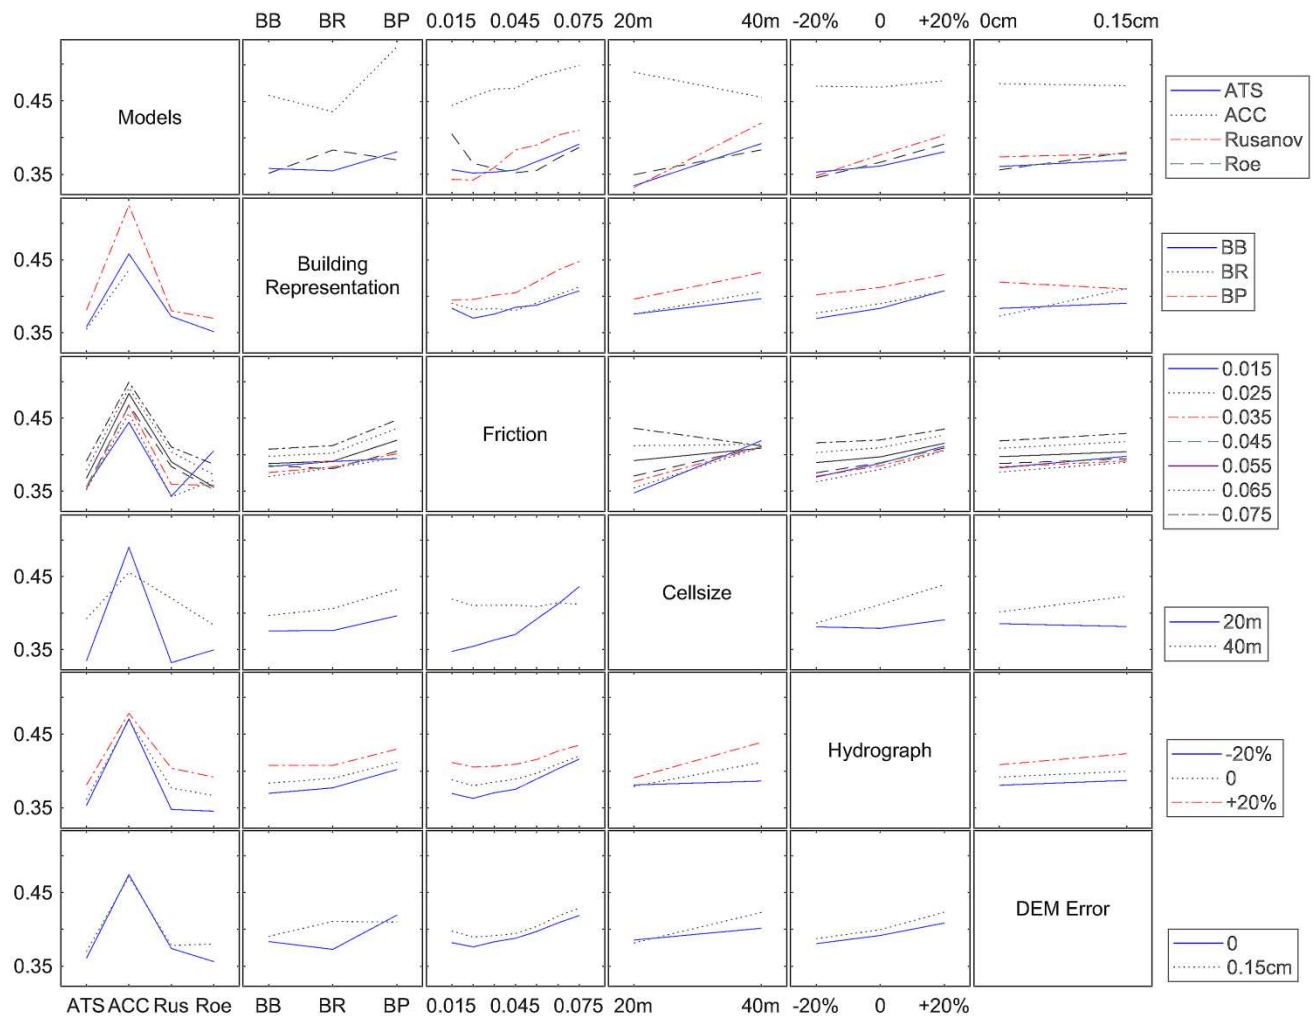 BB BR BP 0.015 0.045 0.075 20m 40m -20% 0 +20% 0cm 0.15cm
0.45
0.35
Models
ATS
ACC
Rusanov
Roe
0.45
0.35
Building
Representation
BB
BR
BP
0.45
0.35
Friction
0.015
0.025
0.035
0.045
0.055
0.065
0.075
0.45
0.35
Cellsize
20m
40m
0.45
0.35
Hydrograph
-20%
0
+20%
0.45
0.35
DEM Error
0
0.15cm
ATS ACC Rus Roe BB BR BP 0.015 0.045 0.075 20m 40m -20% 0 +20%